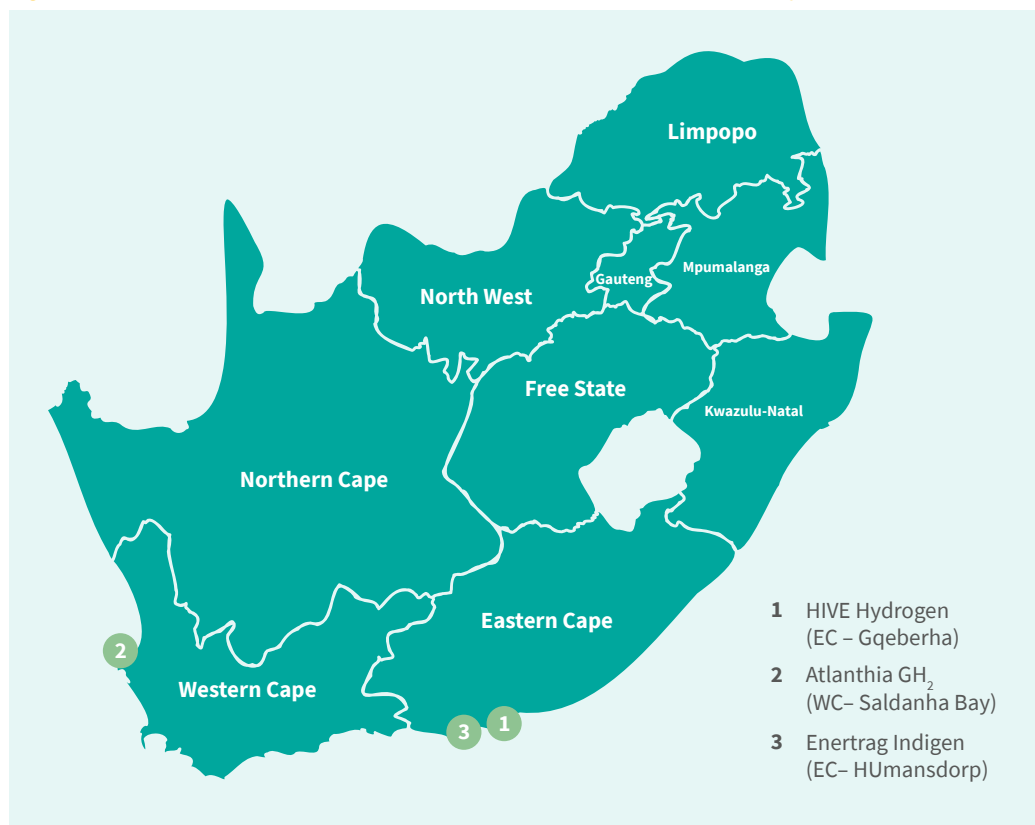 Limpopo
Mpumalanga
Gauteng
North West
Free State
Kwazulu-Natal
Northern Cape
Eastern Cape
Western Cape
2
3
1
1 HIVE Hydrogen
(EC – Gqeberha)
2 Atlanthia GH₂
(WC– Saldanha Bay)
3 Enertrag Indigen
(EC– HUmansdorp)